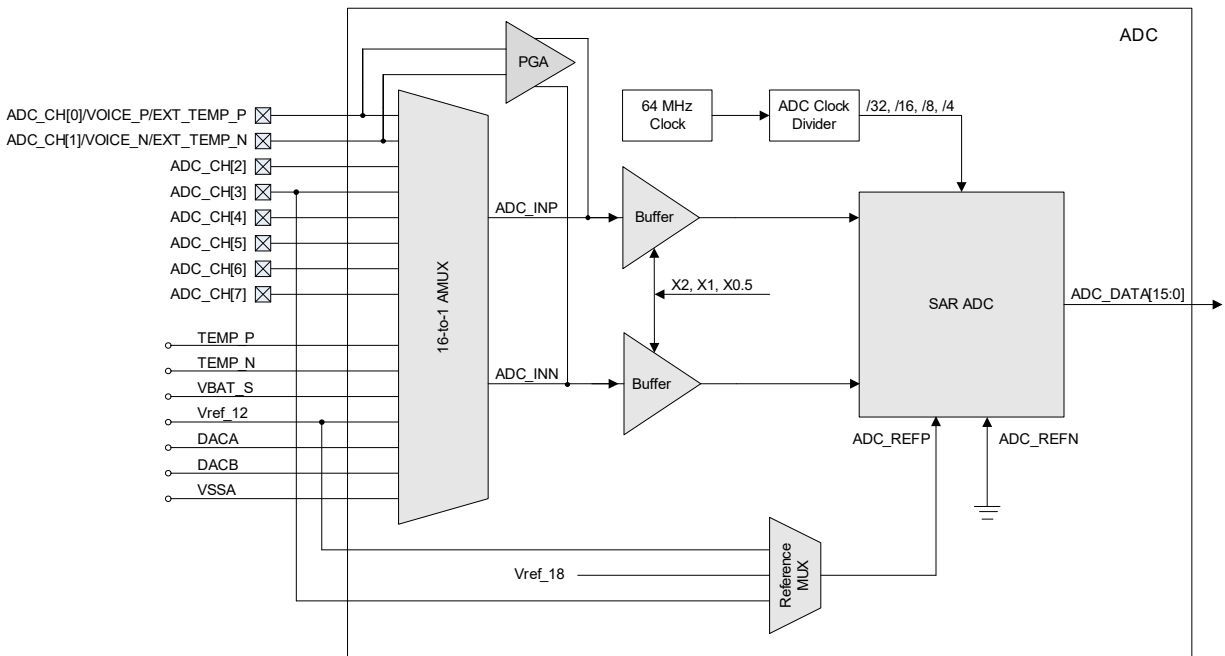 ADC
PGA
64 MHz
Clock
ADC Clock
Divider
/32, /16, /8, /4
ADC_CH[0]/VOICE_P/EXT_TEMP_P
ADC_CH[1]/VOICE_N/EXT_TEMP_N
ADC_CH[2]
ADC_CH[3]
ADC_CH[4]
ADC_CH[5]
ADC_CH[6]
ADC_CH[7]
TEMP_P
TEMP_N
VBAT_S
Vref_12
DACA
DACB
VSSA
16-to-1 AMUX
ADC_INP
ADC_INN
Buffer
X2, X1, X0.5
Buffer
SAR ADC
ADC_DATA[15:0]
ADC_REFP
ADC_REFN
Vref_18
Reference
MUX